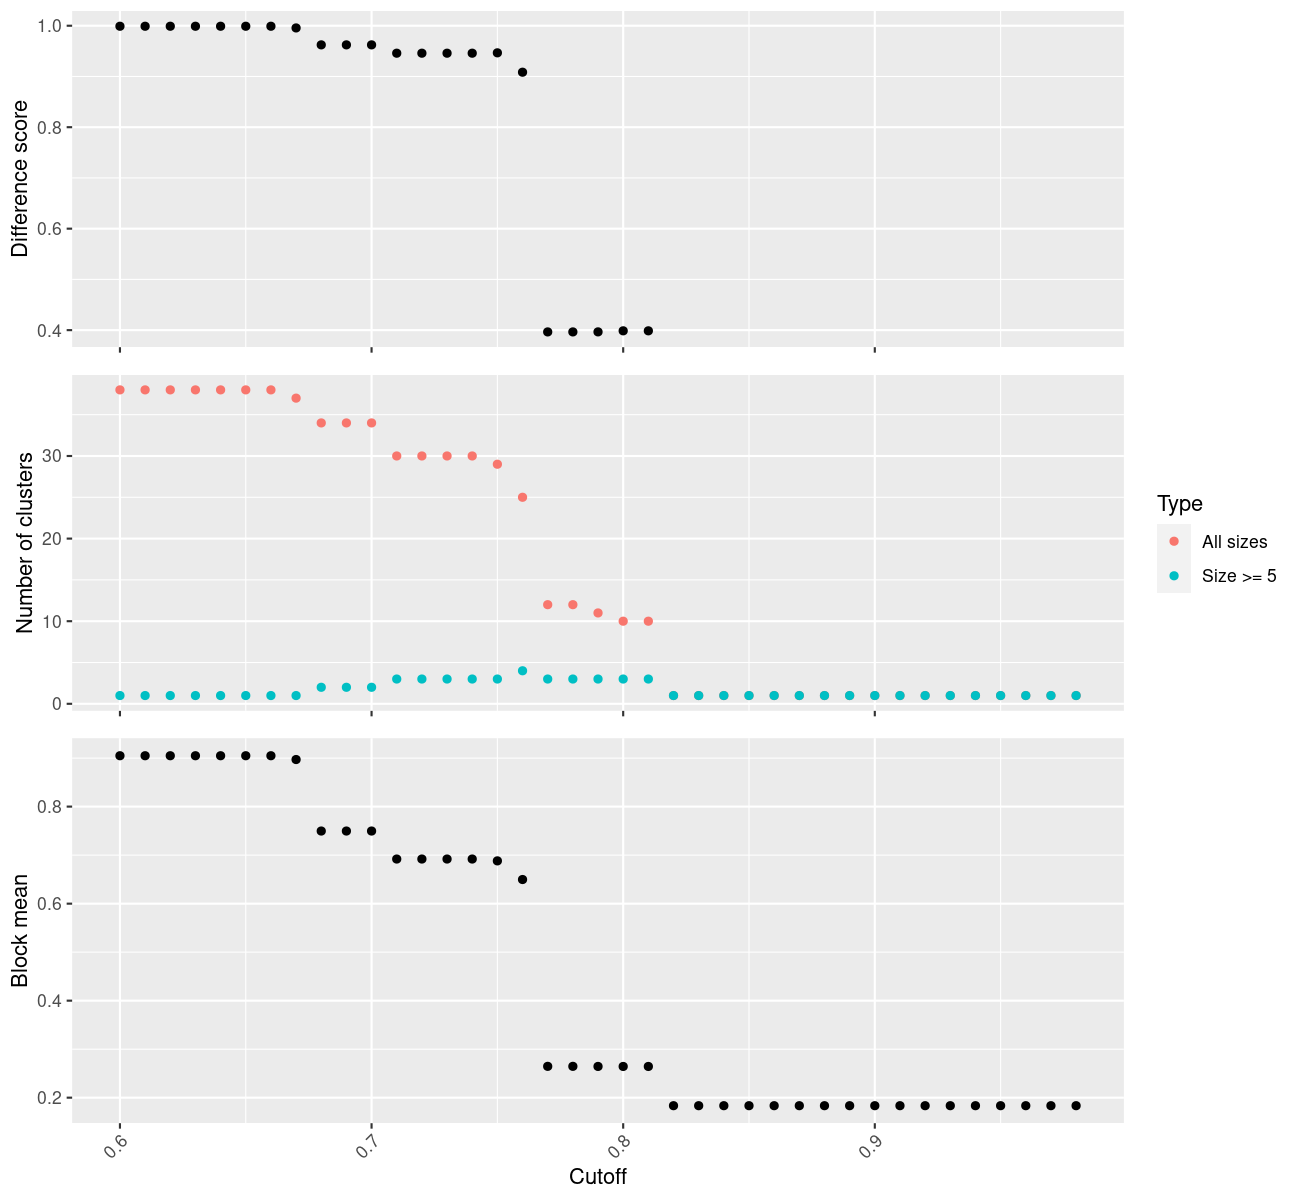 Difference score
1.0
0.8
0.6
0.4
Number of clusters
30
20
10
0
Type
All sizes
Size >= 5
Block mean
0.8
0.6
0.4
0.2
0.6
0.7
0.8
0.9
Cutoff